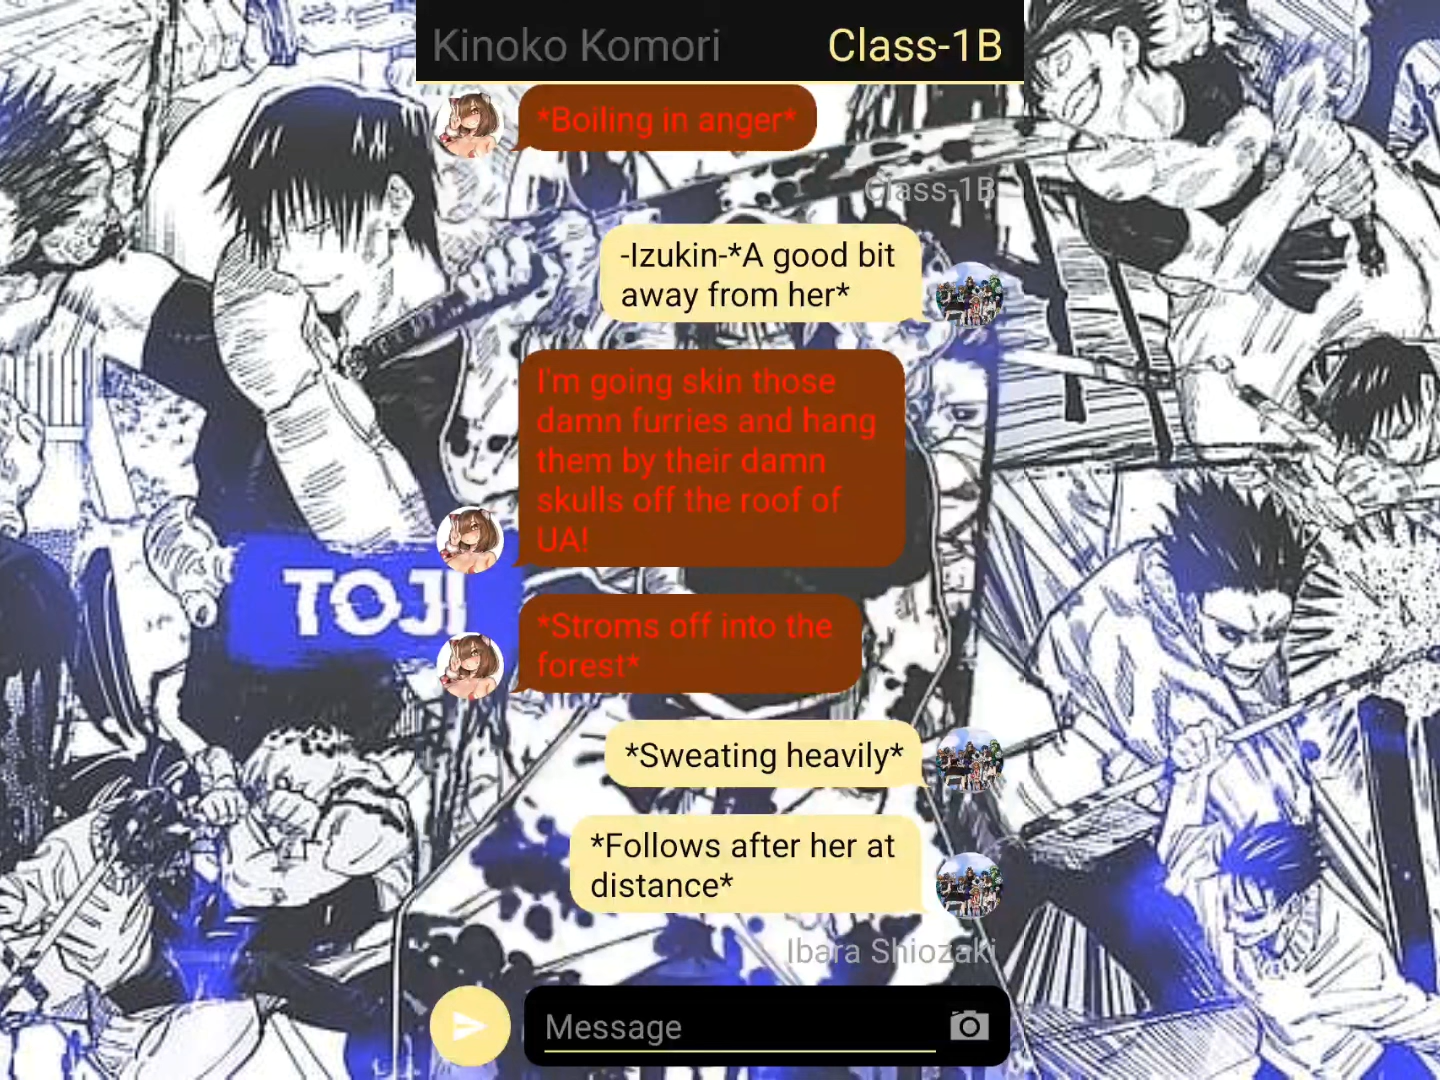 Kinoko Komori
Class-1B
*Boiling in anger*
Class-1B
-Izukin-*A good bit
away from her*
I'm going skin those
damn furries and hang
them by their damn
skulls off the roof of
UA!
TOJI
*Stroms off into the
forest*
*Sweating heavily*
*Follows after her at
distance*
Ibara Shiozaki
Message